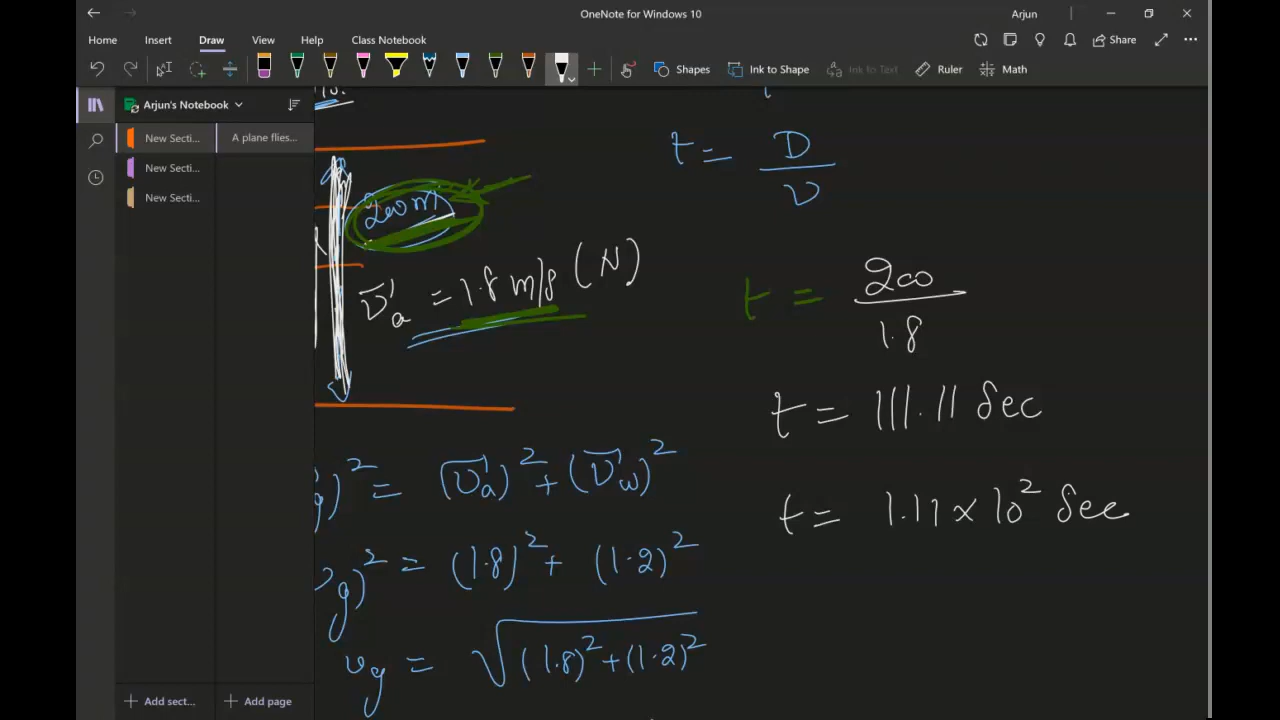 OneNote for Windows 10
Arjun
Home Insert Draw View Help Class Notebook
Share
Shapes Ink to Shape Ink to Text Ruler Math
Arjun's Notebook
New Secti...
A plane flies...
New Secti...
New Secti...
Add sect...
Add page
200m
v̄'a = 1.8 m/s (N)
g)² = (v̄'a)² + (v̄'w)²
g)² = (1.8)² + (1.2)²
vg = √(1.8)²+(1.2)²
t = D/v
t = 200/1.8
t = 111.11 Sec
t = 1.11 × 10² Sec